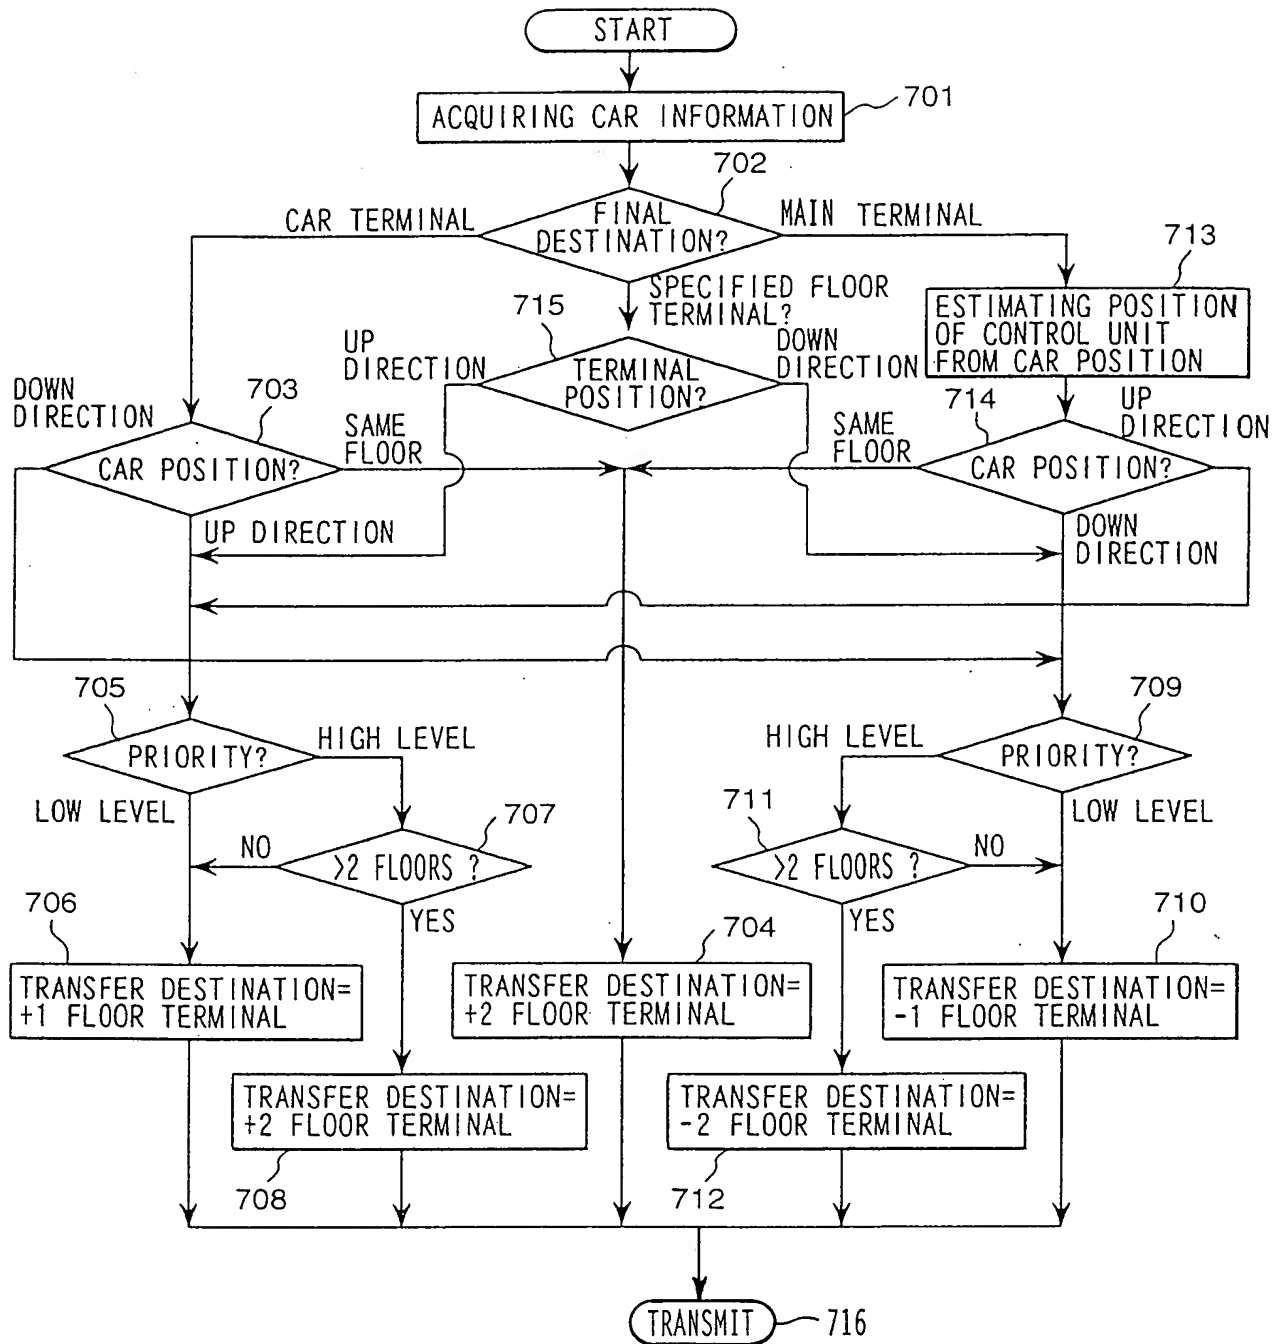 START
ACQUIRING CAR INFORMATION
701
702
CAR TERMINAL
FINAL
DESTINATION?
MAIN TERMINAL
713
SPECIFIED FLOOR
TERMINAL?
715
ESTIMATING POSITION
OF CONTROL UNIT
FROM CAR POSITION
UP
DIRECTION
TERMINAL
POSITION?
DOWN
DIRECTION
DOWN
DIRECTION
703
CAR POSITION?
SAME
FLOOR
UP DIRECTION
714
SAME
FLOOR
CAR POSITION?
UP
DIRECTION
DOWN
DIRECTION
705
PRIORITY?
HIGH LEVEL
LOW LEVEL
709
HIGH LEVEL
PRIORITY?
LOW LEVEL
707
NO
>2 FLOORS ?
YES
711
>2 FLOORS ?
NO
YES
706
TRANSFER DESTINATION=
+1 FLOOR TERMINAL
704
TRANSFER DESTINATION=
+2 FLOOR TERMINAL
710
TRANSFER DESTINATION=
-1 FLOOR TERMINAL
TRANSFER DESTINATION=
+2 FLOOR TERMINAL
708
TRANSFER DESTINATION=
-2 FLOOR TERMINAL
712
TRANSMIT
716